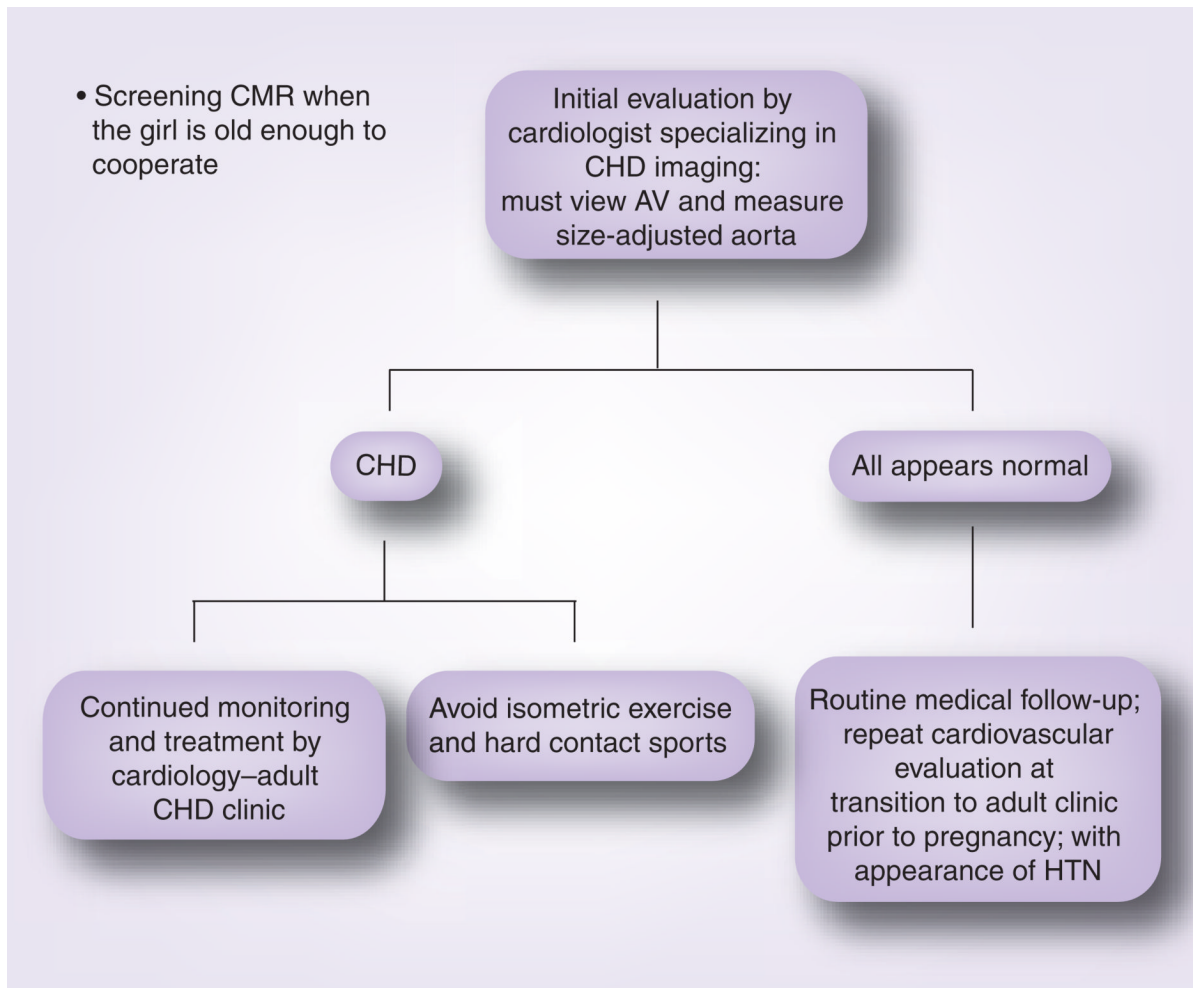 • Screening CMR when
the girl is old enough to
cooperate
Initial evaluation by
cardiologist specializing in
CHD imaging:
must view AV and measure
size-adjusted aorta
CHD
All appears normal
Continued monitoring
and treatment by
cardiology–adult
CHD clinic
Avoid isometric exercise
and hard contact sports
Routine medical follow-up;
repeat cardiovascular
evaluation at
transition to adult clinic
prior to pregnancy; with
appearance of HTN